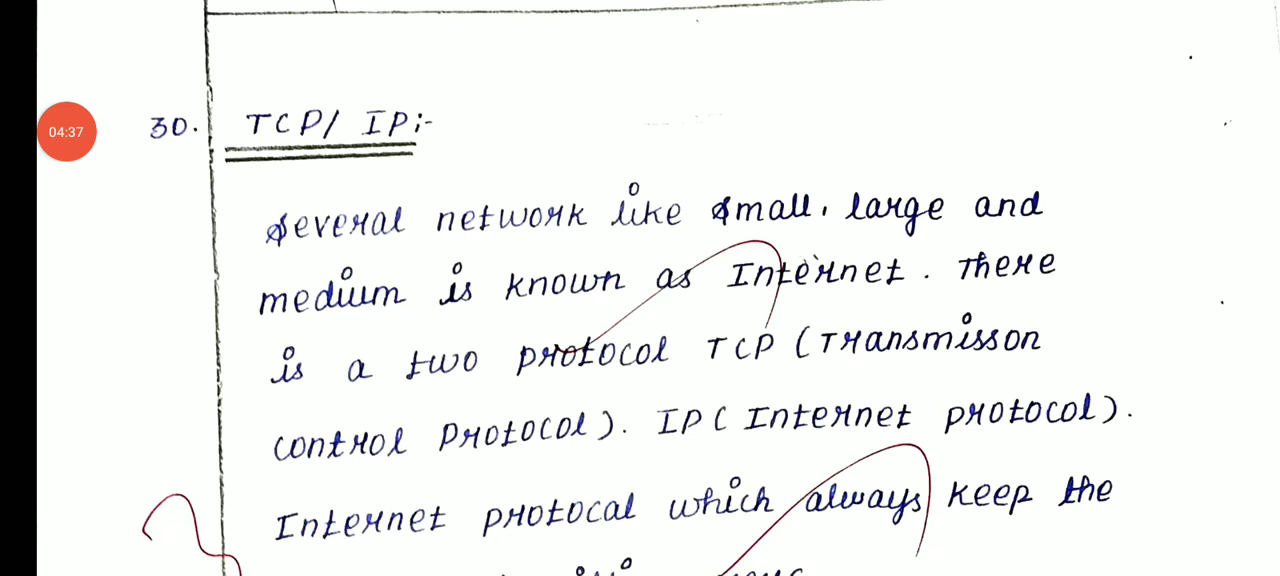 04:37
30. TCP/ IP:-
Several network like small, large and
medium is known as Internet. There
is a two protocol TCP (Transmisson
control Protocol). IP( Internet protocol).
Internet protocal which always keep the